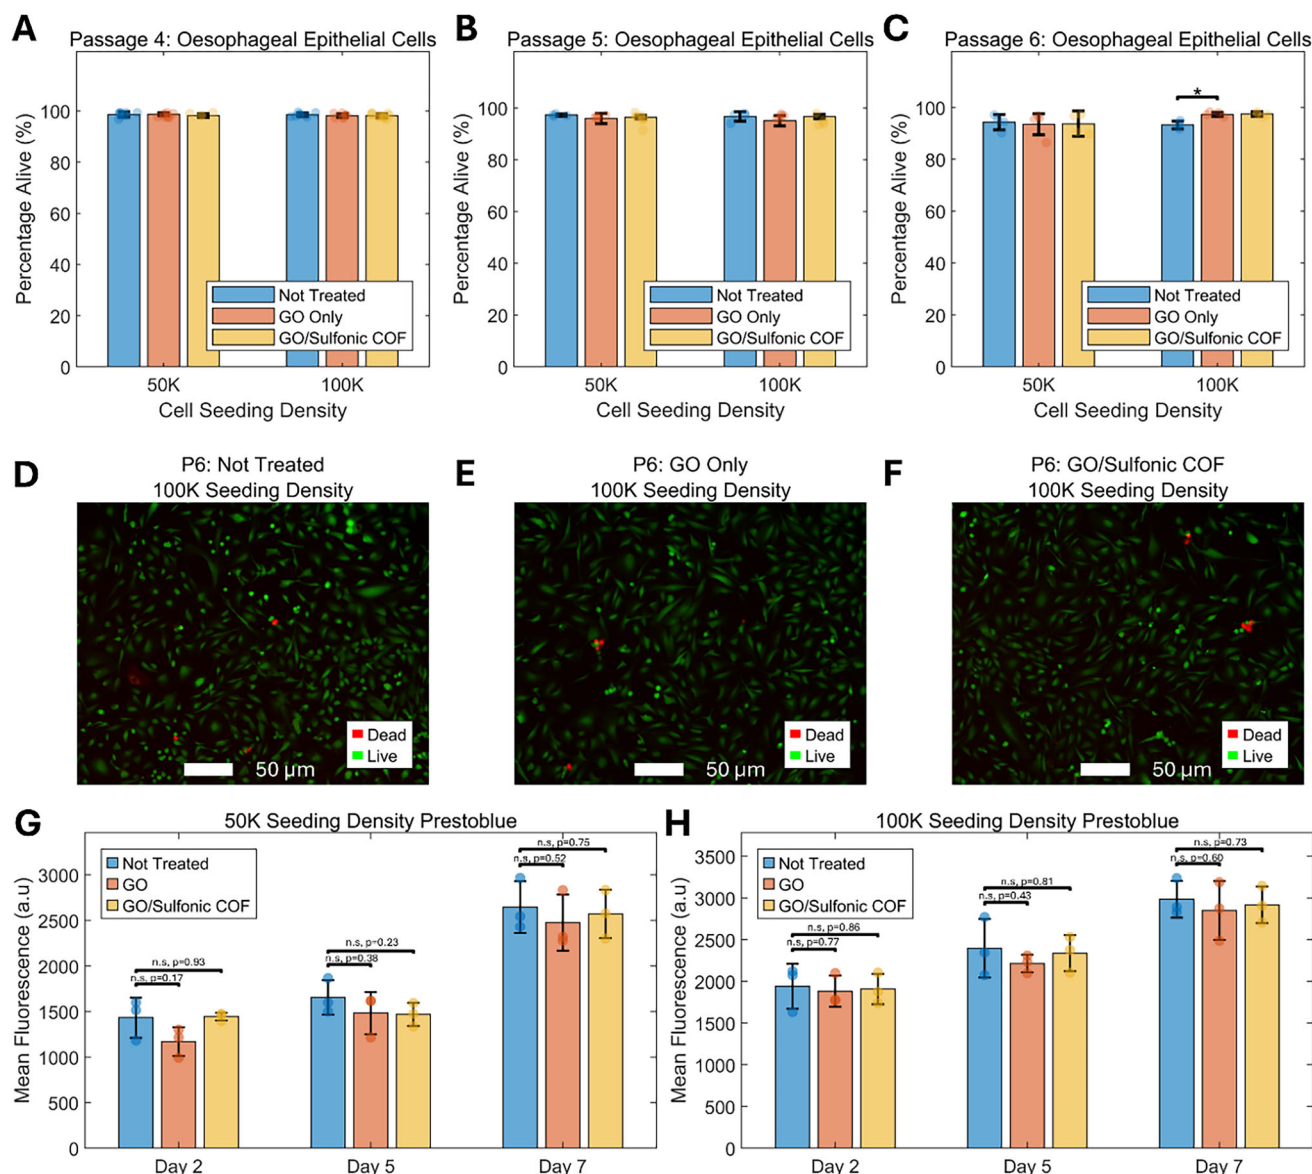 A
Passage 4: Oesophageal Epithelial Cells
Percentage Alive (%)
100
80
60
40
20
0
Not Treated
GO Only
GO/Sulfonic COF
50K
100K
Cell Seeding Density
B
Passage 5: Oesophageal Epithelial Cells
Percentage Alive (%)
100
80
60
40
20
0
Not Treated
GO Only
GO/Sulfonic COF
50K
100K
Cell Seeding Density
C
Passage 6: Oesophageal Epithelial Cells
Percentage Alive (%)
100
80
60
40
20
0
*
Not Treated
GO Only
GO/Sulfonic COF
50K
100K
Cell Seeding Density
D
P6: Not Treated
100K Seeding Density
Dead
Live
50 µm
E
P6: GO Only
100K Seeding Density
Dead
Live
50 µm
F
P6: GO/Sulfonic COF
100K Seeding Density
Dead
Live
50 µm
G
50K Seeding Density Prestoblue
Mean Fluorescence (a.u)
3000
2500
2000
1500
1000
500
0
Not Treated
GO
GO/Sulfonic COF
n.s, p=0.93
n.s, p=0.17
n.s, p=0.23
n.s, p=0.38
n.s, p=0.75
n.s, p=0.52
Day 2
Day 5
Day 7
H
100K Seeding Density Prestoblue
Mean Fluorescence (a.u)
3500
3000
2500
2000
1500
1000
500
0
Not Treated
GO
GO/Sulfonic COF
n.s, p=0.86
n.s, p=0.77
n.s, p=0.81
n.s, p=0.43
n.s, p=0.73
n.s, p=0.60
Day 2
Day 5
Day 7